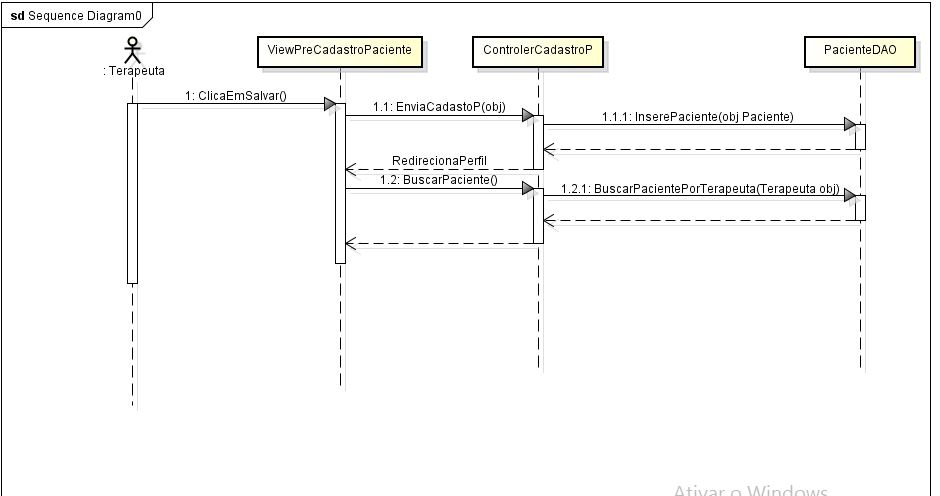 sd Sequence Diagram0
ViewPreCadastroPaciente
ControlerCadastroP
PacienteDAO
: Terapeuta
1: ClicaEmSalvar()
1.1: EnviaCadastoP(obj)
1.1.1: InserePaciente(obj Paciente)
RedirecionaPerfil
1.2: BuscarPaciente()
1.2.1: BuscarPacientePorTerapeuta(Terapeuta obj)
Ativar o Windows